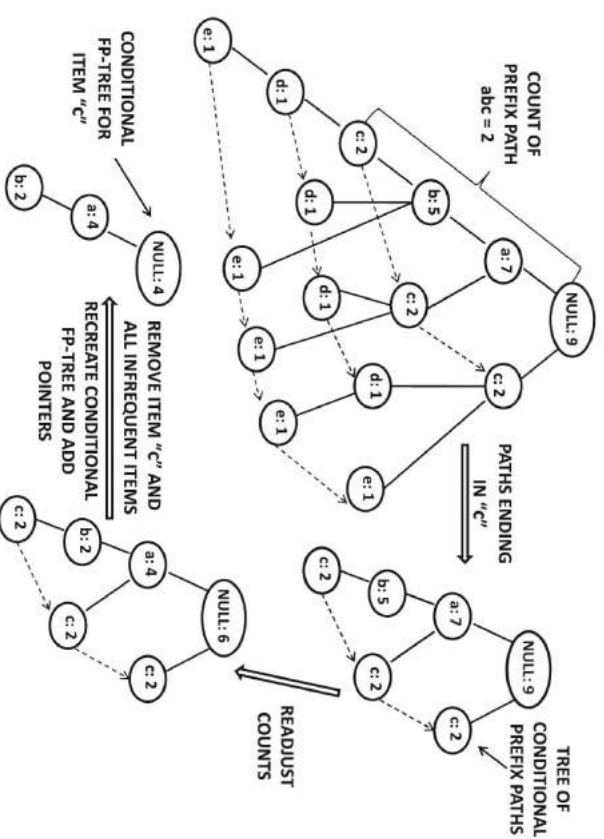 NULL: 9
a: 7
c: 2
b: 5
c: 2
c: 2
d: 1
d: 1
d: 1
d: 1
e: 1
e: 1
e: 1
e: 1
e: 1
COUNT OF
PREFIX PATH
abc = 2
PATHS ENDING
IN "c"
TREE OF
CONDITIONAL
PREFIX PATHS
NULL: 9
a: 7
c: 2
b: 5
c: 2
c: 2
READJUST
COUNTS
NULL: 6
a: 4
c: 2
b: 2
c: 2
c: 2
REMOVE ITEM "c" AND
ALL INFREQUENT ITEMS
RECREATE CONDITIONAL
FP-TREE AND ADD
POINTERS
CONDITIONAL
FP-TREE FOR
ITEM "c"
NULL: 4
a: 4
b: 2